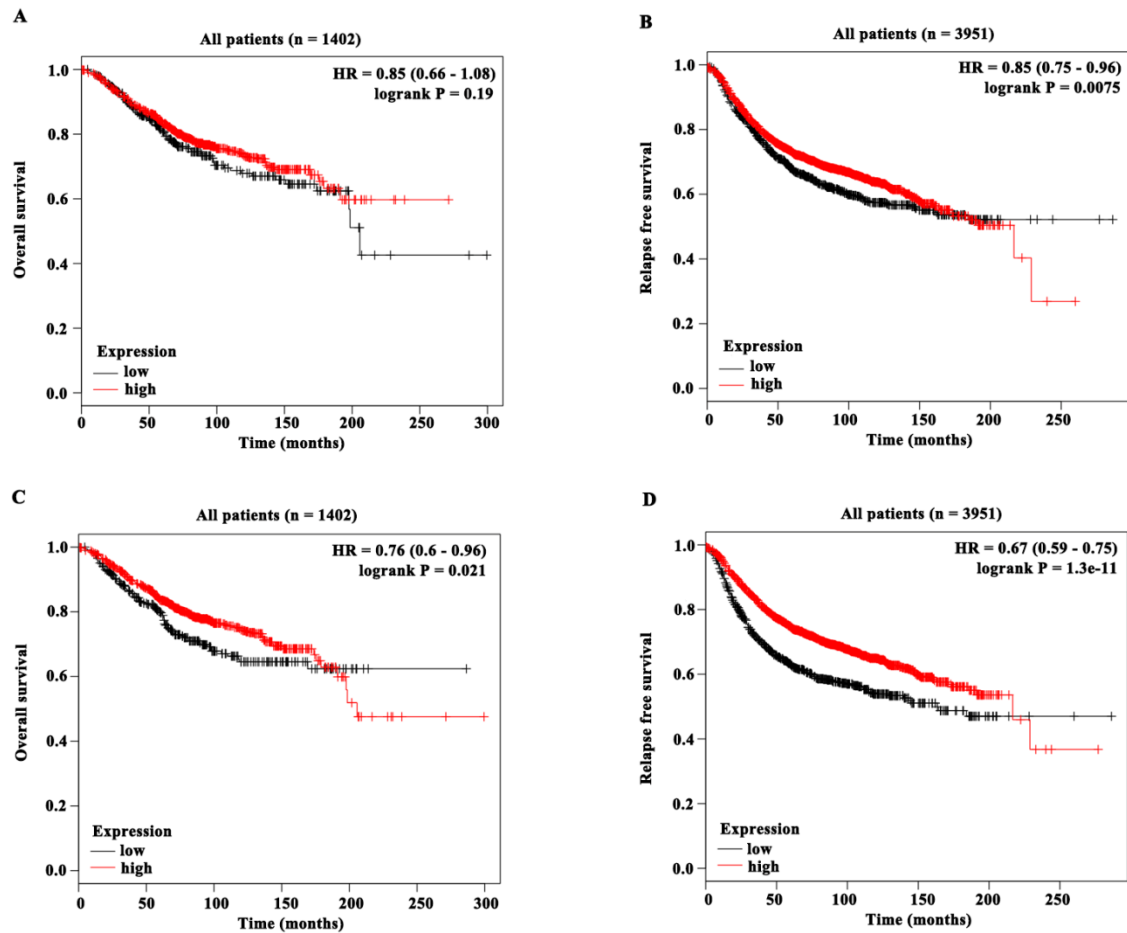 A
All patients (n = 1402)
HR = 0.85 (0.66 - 1.08)
logrank P = 0.19
Overall survival
1.0
0.8
0.6
0.4
0.2
0.0
Expression
low
high
0 50 100 150 200 250 300
Time (months)
B
All patients (n = 3951)
HR = 0.85 (0.75 - 0.96)
logrank P = 0.0075
Relapse free survival
1.0
0.8
0.6
0.4
0.2
0.0
Expression
low
high
0 50 100 150 200 250
Time (months)
C
All patients (n = 1402)
HR = 0.76 (0.6 - 0.96)
logrank P = 0.021
Overall survival
1.0
0.8
0.6
0.4
0.2
0.0
Expression
low
high
0 50 100 150 200 250 300
Time (months)
D
All patients (n = 3951)
HR = 0.67 (0.59 - 0.75)
logrank P = 1.3e-11
Relapse free survival
1.0
0.8
0.6
0.4
0.2
0.0
Expression
low
high
0 50 100 150 200 250
Time (months)